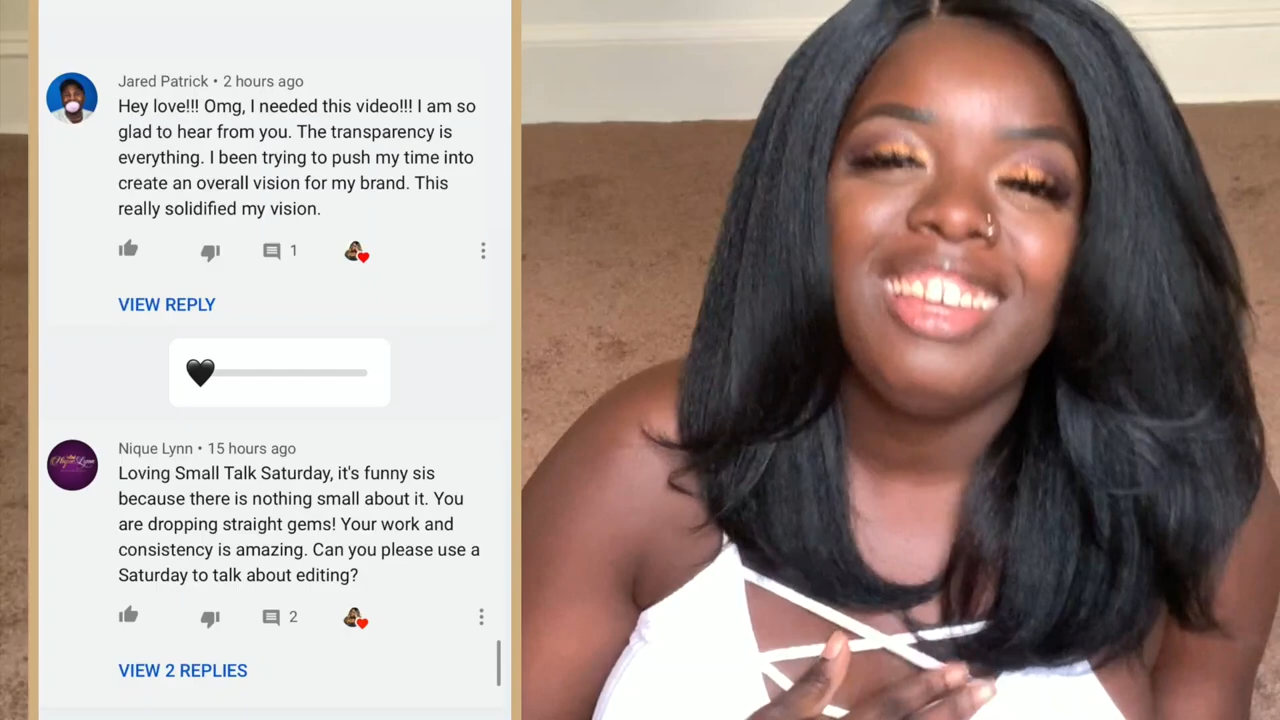 Jared Patrick • 2 hours ago
Hey love!!! Omg, I needed this video!!! I am so
glad to hear from you. The transparency is
everything. I been trying to push my time into
create an overall vision for my brand. This
really solidified my vision.
1
VIEW REPLY
Nique Lynn • 15 hours ago
Loving Small Talk Saturday, it's funny sis
because there is nothing small about it. You
are dropping straight gems! Your work and
consistency is amazing. Can you please use a
Saturday to talk about editing?
2
VIEW 2 REPLIES